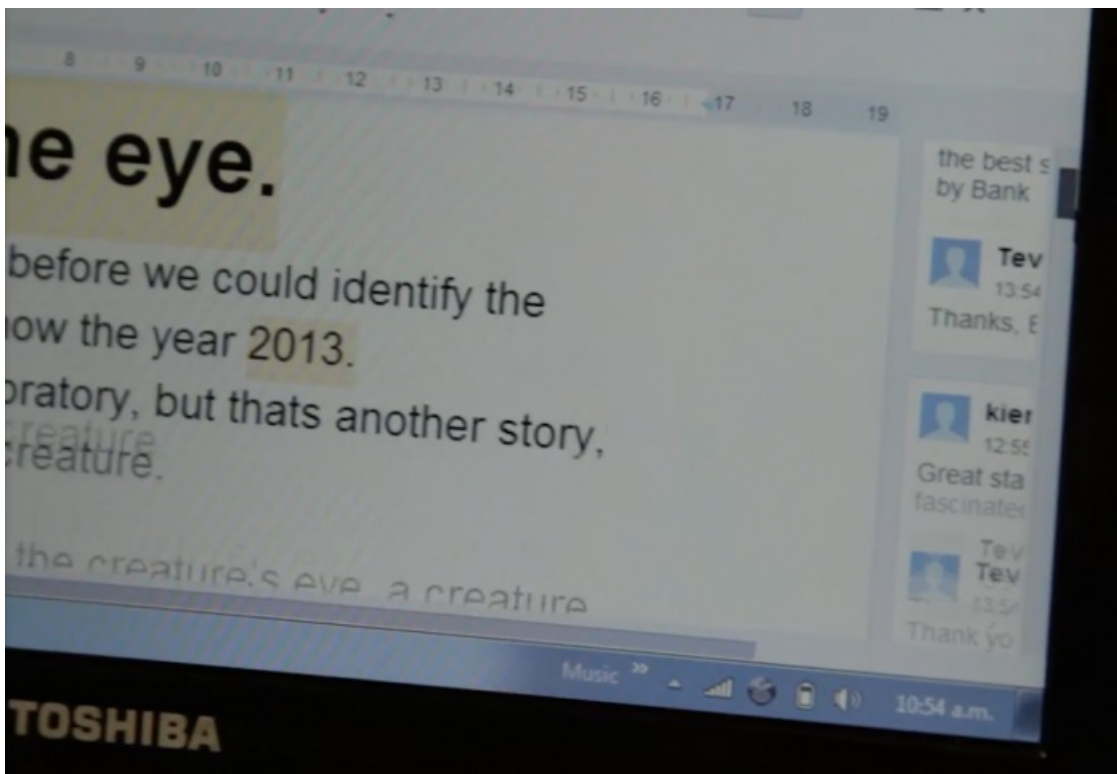 8 9 10 11 12 13 14 15 16 17 18 19
ne eye.
before we could identify the
now the year 2013.
oratory, but thats another story,
creature
creature.
the creature's eye, a creature
the best s
by Bank
Tev
13:54
Thanks, E
kier
12:55
Great sta
fascinated
Tev
Tev
Thank yo
Music »
10:54 a.m.
TOSHIBA